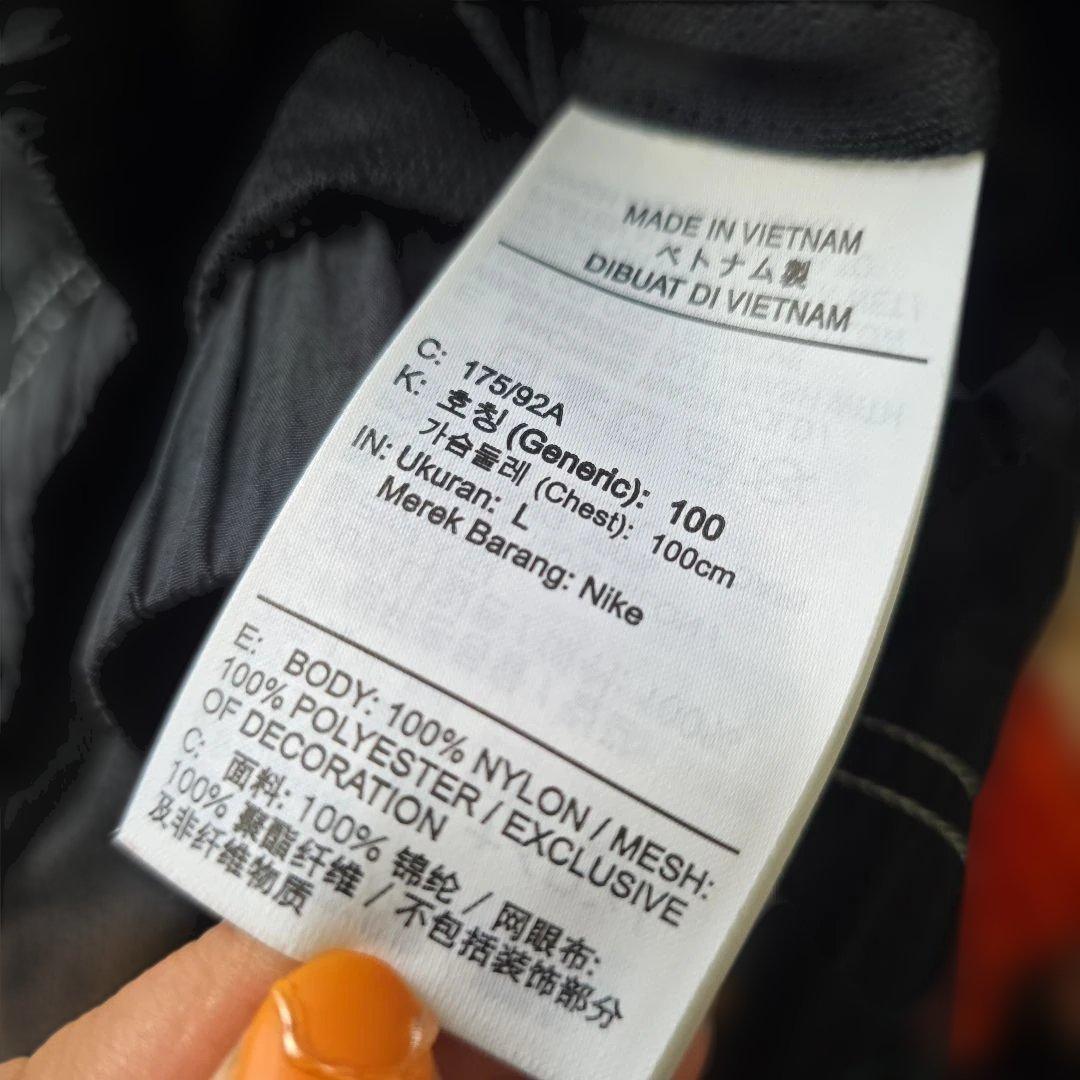 MADE IN VIETNAM
ベトナム製
DIBUAT DI VIETNAM
C: 175/92A
K: 호칭 (Generic): 100
가슴둘레 (Chest): 100cm
IN: Ukuran: L
Merek Barang: Nike
E: BODY: 100% NYLON / MESH:
100% POLYESTER / EXCLUSIVE
OF DECORATION
C: 面料: 100% 锦纶 / 网眼布:
100% 聚酯纤维 / 不包括装饰部分
及非纤维物质